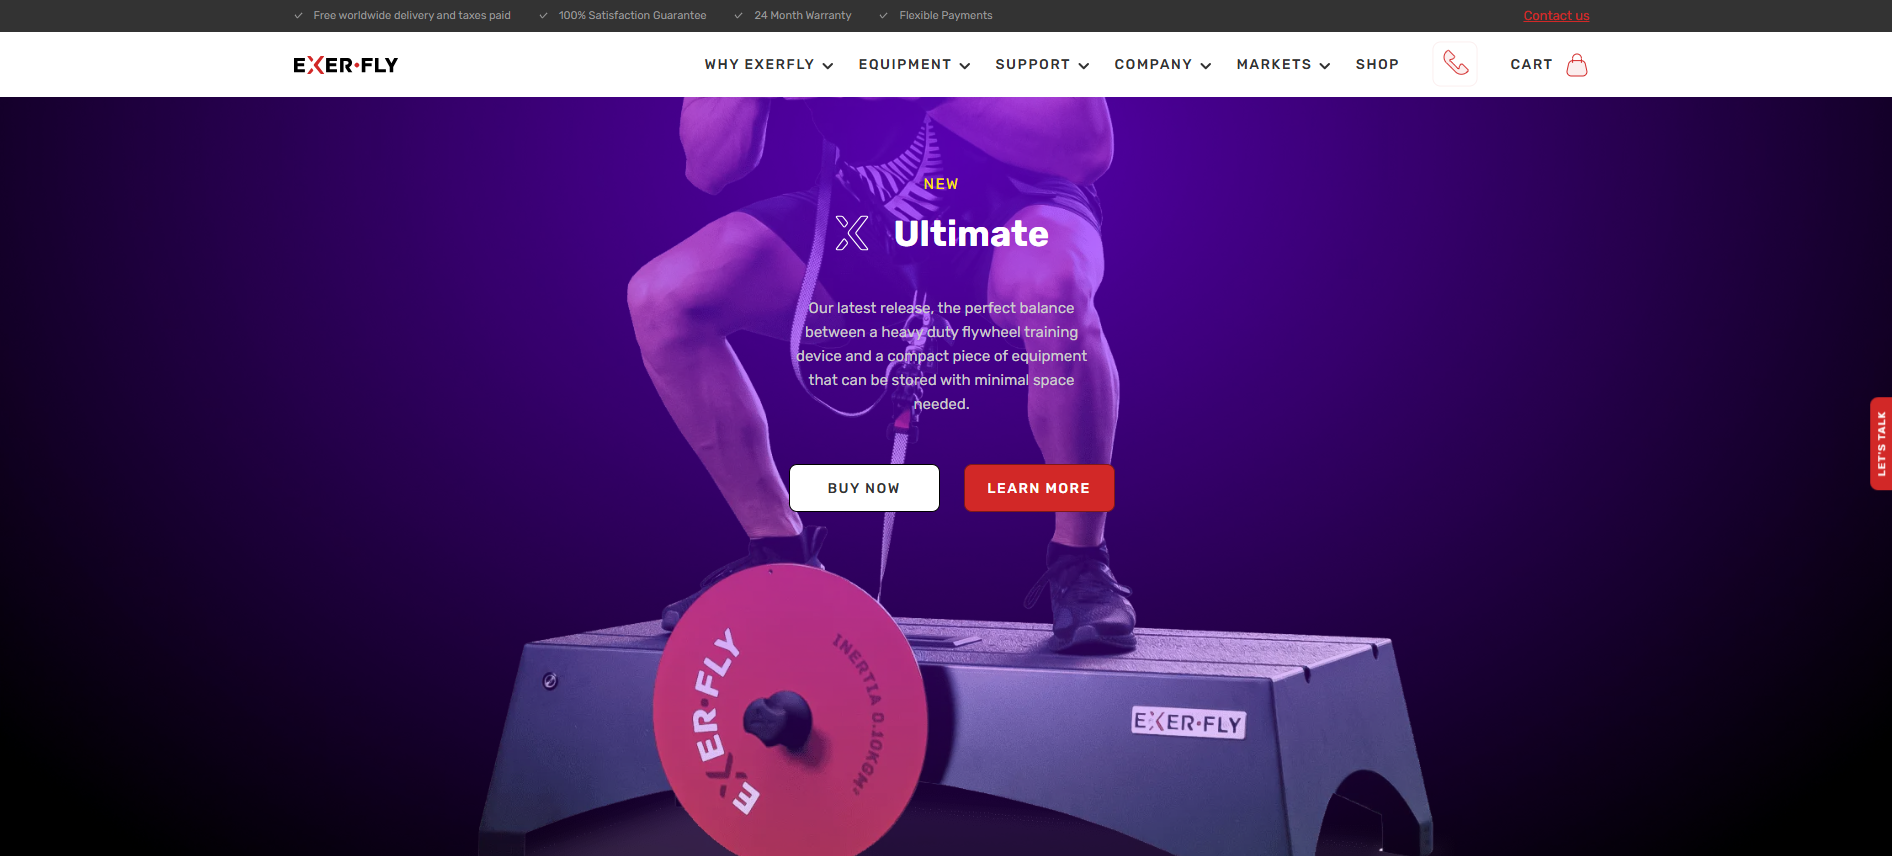 Free worldwide delivery and taxes paid
100% Satisfaction Guarantee
24 Month Warranty
Flexible Payments
Contact us
EXER·FLY
WHY EXERFLY
EQUIPMENT
SUPPORT
COMPANY
MARKETS
SHOP
CART
NEW
X Ultimate
Our latest release, the perfect balance
between a heavy duty flywheel training
device and a compact piece of equipment
that can be stored with minimal space
needed.
BUY NOW
LEARN MORE
LET'S TALK
EXER·FLY
INERTIA 0.10KGM²
EXER·FLY